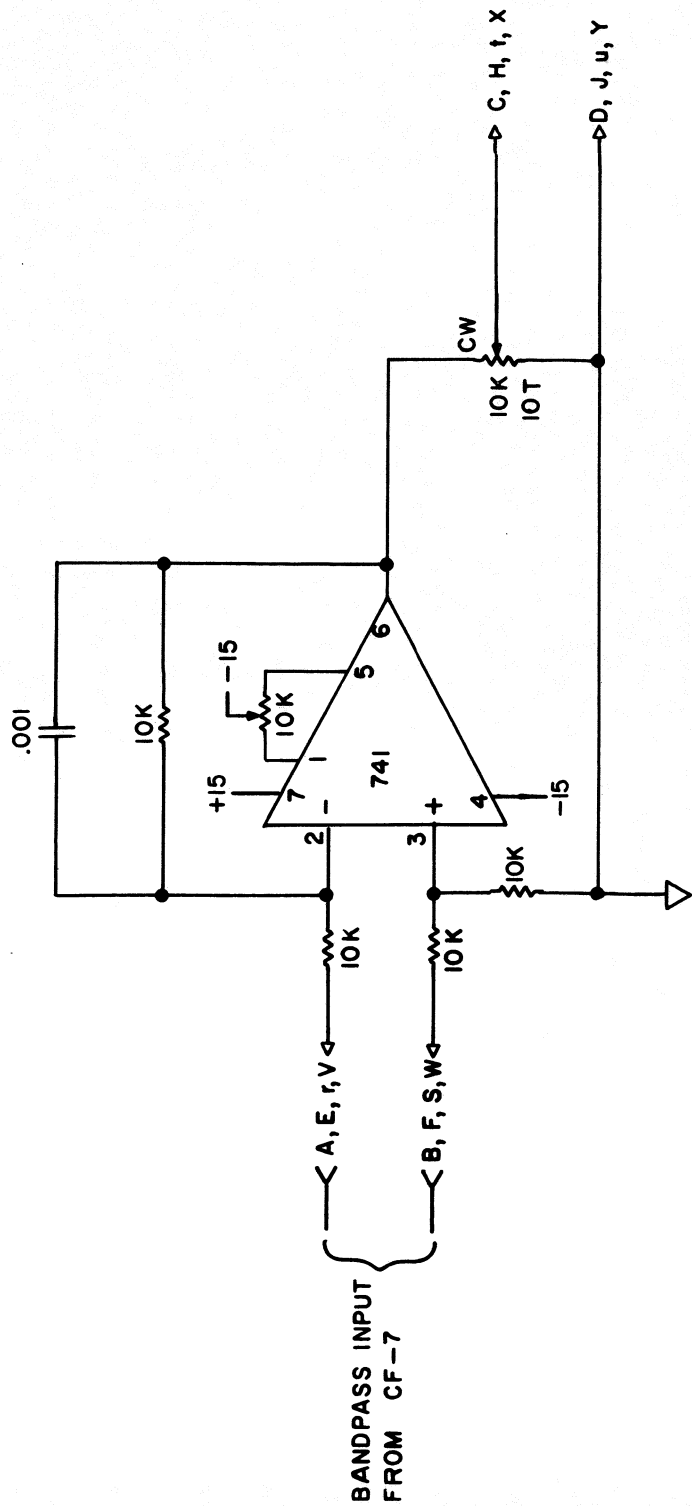 .001
10K
-15
10K
+15
7
1
5
6
2
-
741
3
+
4
-15
10K
10K
10K
A, E, r, V
B, F, S, W
BANDPASS INPUT
FROM CF-7
CW
10K
10T
C, H, t, X
D, J, u, Y